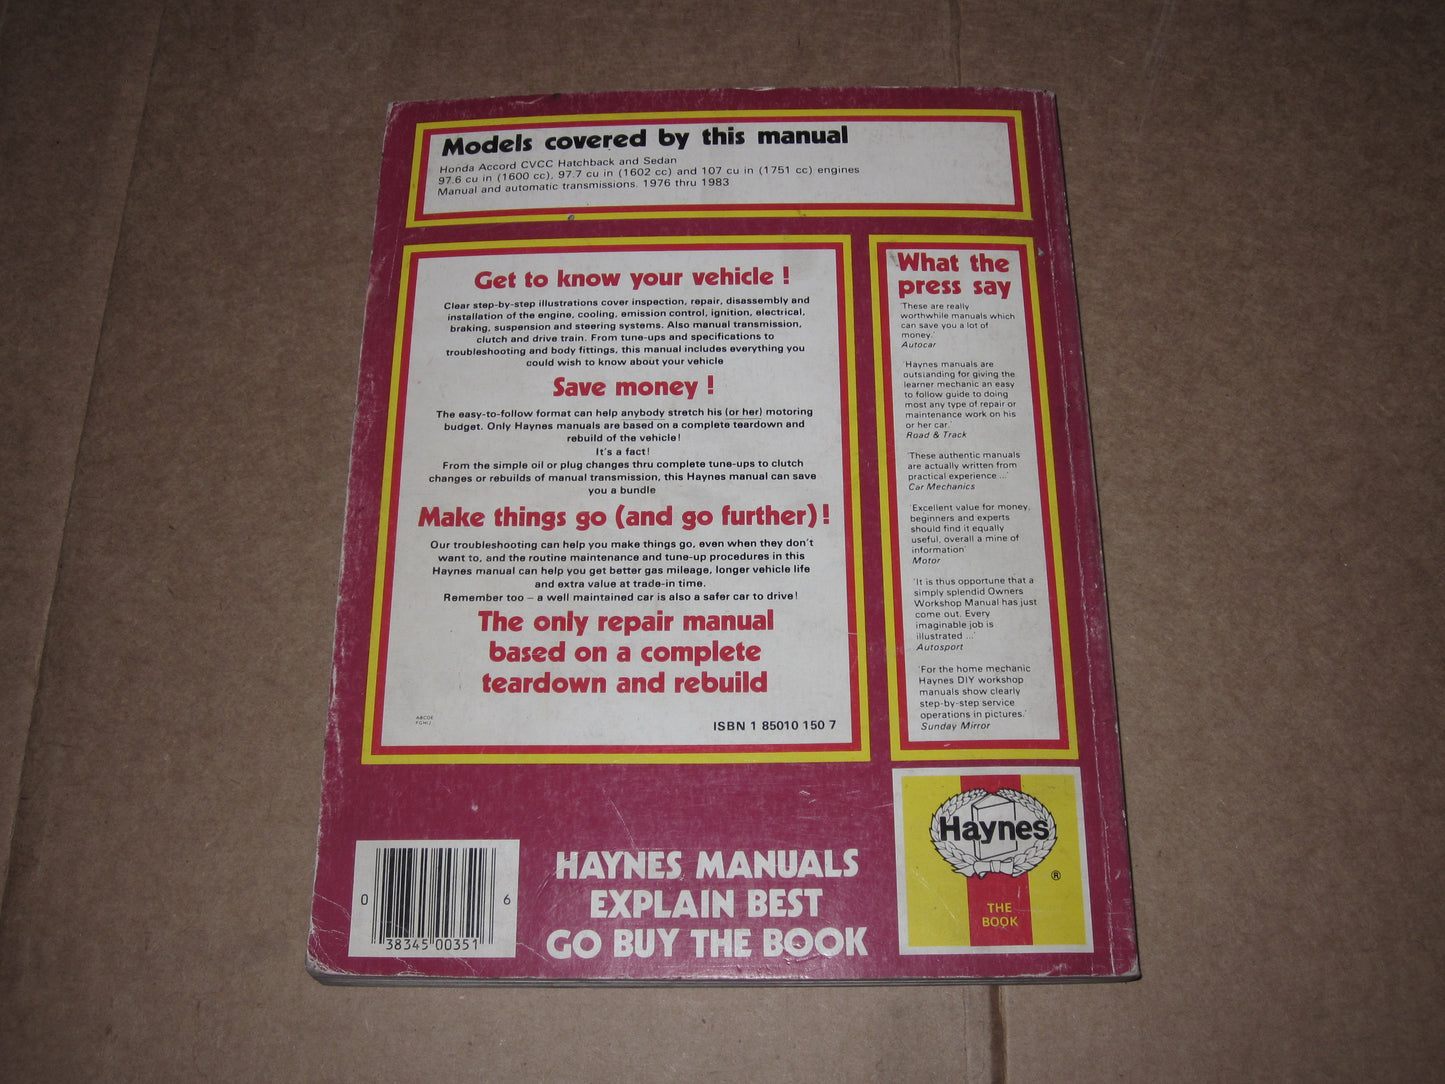 Models covered by this manual
Honda Accord CVCC Hatchback and Sedan
97.6 cu in (1600 cc), 97.7 cu in (1602 cc) and 107 cu in (1751 cc) engines
Manual and automatic transmissions. 1976 thru 1983
Get to know your vehicle !
Clear step-by-step illustrations cover inspection, repair, disassembly and
installation of the engine, cooling, emission control, ignition, electrical,
braking, suspension and steering systems. Also manual transmission,
clutch and drive train. From tune-ups and specifications to
troubleshooting and body fittings, this manual includes everything you
could wish to know about your vehicle
Save money !
The easy-to-follow format can help anybody stretch his (or her) motoring
budget. Only Haynes manuals are based on a complete teardown and
rebuild of the vehicle!
It's a fact!
From the simple oil or plug changes thru complete tune-ups to clutch
changes or rebuilds of manual transmission, this Haynes manual can save
you a bundle
Make things go (and go further) !
Our troubleshooting can help you make things go, even when they don't
want to, and the routine maintenance and tune-up procedures in this
Haynes manual can help you get better gas mileage, longer vehicle life
and extra value at trade-in time.
Remember too – a well maintained car is also a safer car to drive!
The only repair manual
based on a complete
teardown and rebuild
ABCDE
FGHIJ
ISBN 1 85010 150 7
What the
press say
'These are really
worthwhile manuals which
can save you a lot of
money.'
Autocar
'Haynes manuals are
outstanding for giving the
learner mechanic an easy
to follow guide to doing
most any type of repair or
maintenance work on his
or her car.'
Road & Track
'These authentic manuals
are actually written from
practical experience ...'
Car Mechanics
'Excellent value for money,
beginners and experts
should find it equally
useful, overall a mine of
information'
Motor
'It is thus opportune that a
simply splendid Owners
Workshop Manual has just
come out. Every
imaginable job is
illustrated ...'
Autosport
'For the home mechanic
Haynes DIY workshop
manuals show clearly
step-by-step service
operations in pictures.'
Sunday Mirror
0 38345 00351 6
HAYNES MANUALS
EXPLAIN BEST
GO BUY THE BOOK
Haynes
®
THE
BOOK